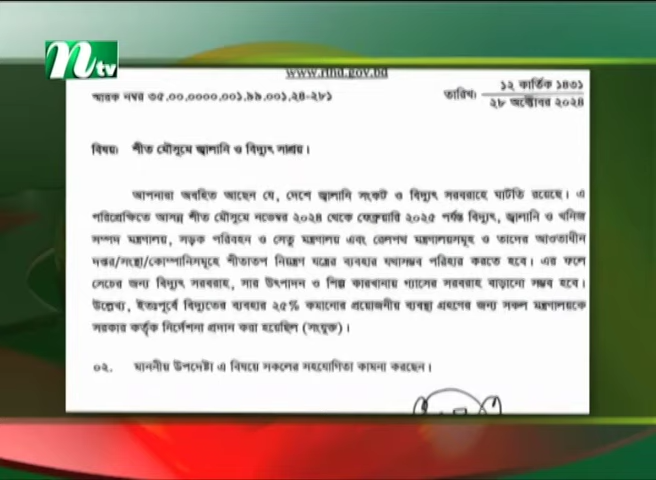 ntv
www.rthd.gov.bd
স্মারক নম্বর ৩৫.০০.০০০০.০০১.৯৯.০০১.২৪-২৮১
তারিখ: ১২ কার্তিক ১৪৩১
২৮ অক্টোবর ২০২৪
বিষয়: শীত মৌসুমে জ্বালানি ও বিদ্যুৎ সাশ্রয়।
আপনারা অবহিত আছেন যে, দেশে জ্বালানি সংকট ও বিদ্যুৎ সরবরাহে ঘাটতি রয়েছে। এ
পরিপ্রেক্ষিতে আসন্ন শীত মৌসুমে নভেম্বর ২০২৪ থেকে ফেব্রুয়ারি ২০২৫ পর্যন্ত বিদ্যুৎ, জ্বালানি ও খনিজ
সম্পদ মন্ত্রণালয়, সড়ক পরিবহন ও সেতু মন্ত্রণালয় এবং রেলপথ মন্ত্রণালয়সমূহ ও তাদের আওতাধীন
দপ্তর/সংস্থা/কোম্পানিসমূহে শীতাতপ নিয়ন্ত্রণ যন্ত্রের ব্যবহার যথাসম্ভব পরিহার করতে হবে। এর ফলে
সেচের জন্য বিদ্যুৎ সরবরাহ, সার উৎপাদন ও শিল্প কারখানায় গ্যাসের সরবরাহ বাড়ানো সম্ভব হবে।
উল্লেখ্য, ইতঃপূর্বে বিদ্যুতের ব্যবহার ২৫% কমানোর প্রয়োজনীয় ব্যবস্থা গ্রহণের জন্য সকল মন্ত্রণালয়কে
সরকার কর্তৃক নির্দেশনা প্রদান করা হয়েছিল (সংযুক্ত)।
০২. মাননীয় উপদেষ্টা এ বিষয়ে সকলের সহযোগিতা কামনা করছেন।